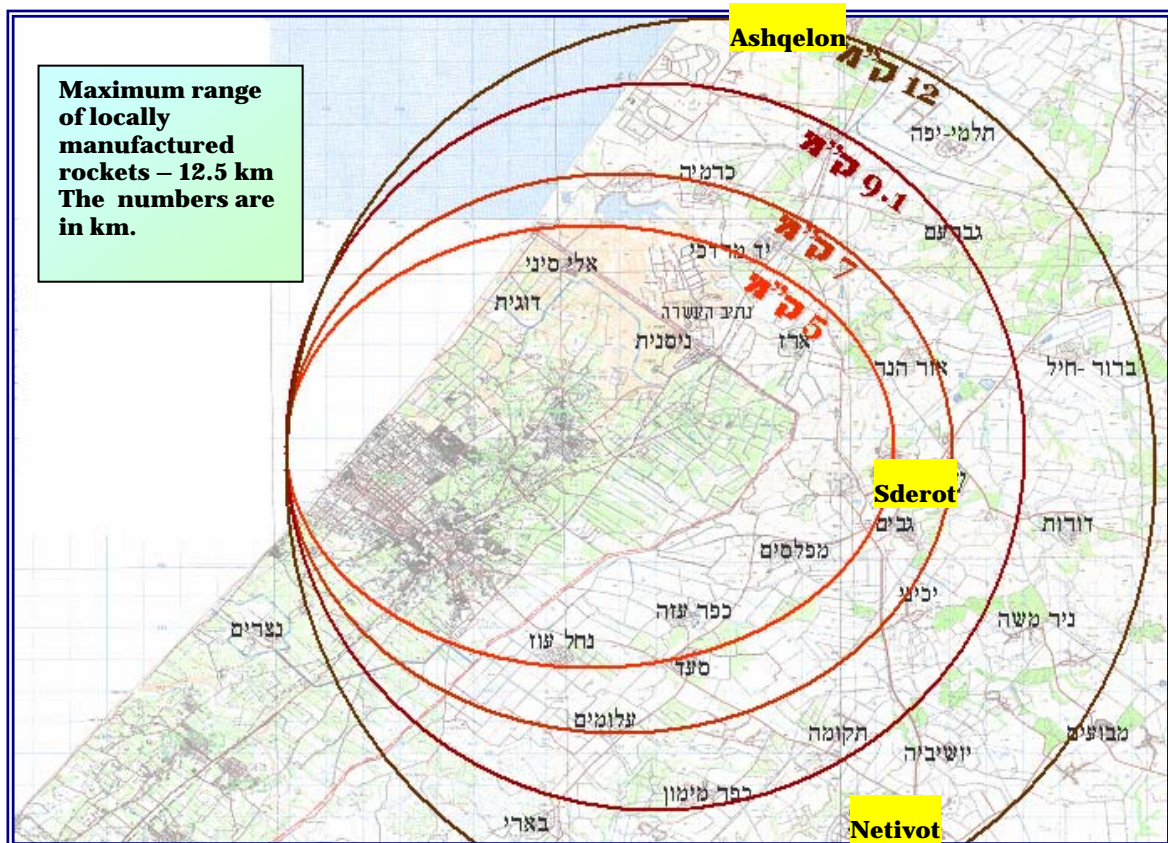 Ashqelon
Maximum range
of locally
manufactured
rockets – 12.5 km
The numbers are
in km.
12 ק"מ
תלמי-יפה
9.1 ק"מ
כרמיה
גברעם
7 ק"מ
יד מרדכי
אלי סיני
5 ק"מ
דוגית
נתיב העשרה
ניסנית
ארז
אור הנר
ברור -חיל
Sderot
גבים
דורות
מפלסים
יכיני
כפר עזה
ניר משה
נצרים
נחל עוז
סעד
עלומים
תקומה
מבועים
יושיביה
כפר מימון
בארי
Netivot